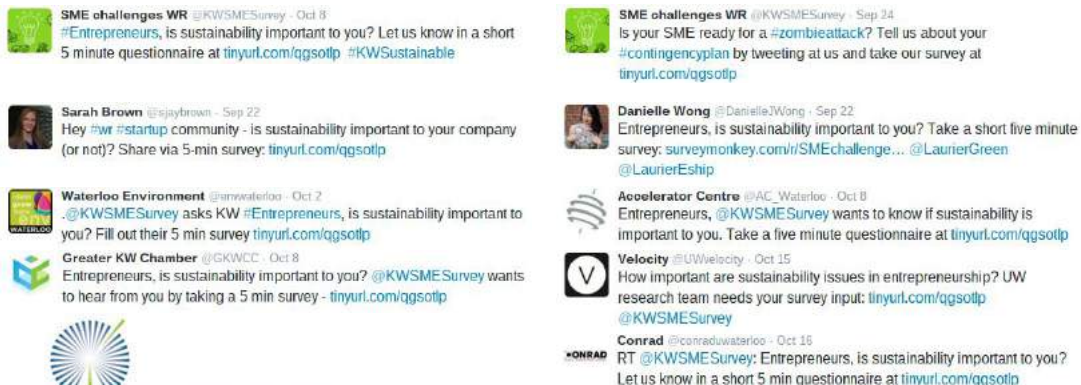 SME challenges WR @KWSMESurvey · Oct 8
#Entrepreneurs, is sustainability important to you? Let us know in a short
5 minute questionnaire at tinyurl.com/qgsotlp #KWSustainable
Sarah Brown @sjaybrown · Sep 22
Hey #wr #startup community - is sustainability important to your company
(or not)? Share via 5-min survey: tinyurl.com/qgsotlp
Waterloo Environment @envwaterloo · Oct 2
.@KWSMESurvey asks KW #Entrepreneurs, is sustainability important to
you? Fill out their 5 min survey tinyurl.com/qgsotlp
env
WATERLOO
Greater KW Chamber @GKWCC · Oct 8
Entrepreneurs, is sustainability important to you? @KWSMESurvey wants
to hear from you by taking a 5 min survey - tinyurl.com/qgsotlp
SME challenges WR @KWSMESurvey · Sep 24
Is your SME ready for a #zombieattack? Tell us about your
#contingencyplan by tweeting at us and take our survey at
tinyurl.com/qgsotlp
Danielle Wong @DanielleJWong · Sep 22
Entrepreneurs, is sustainability important to you? Take a short five minute
survey: surveymonkey.com/r/SMEchallenge… @LaurierGreen
@LaurierEship
Accelerator Centre @AC_Waterloo · Oct 8
Entrepreneurs, @KWSMESurvey wants to know if sustainability is
important to you. Take a five minute questionnaire at tinyurl.com/qgsotlp
V
Velocity @UWvelocity · Oct 15
How important are sustainability issues in entrepreneurship? UW
research team needs your survey input: tinyurl.com/qgsotlp
@KWSMESurvey
CONRAD
Conrad @conraduwaterloo · Oct 16
RT @KWSMESurvey: Entrepreneurs, is sustainability important to you?
Let us know in a short 5 min questionnaire at tinyurl.com/qgsotlp